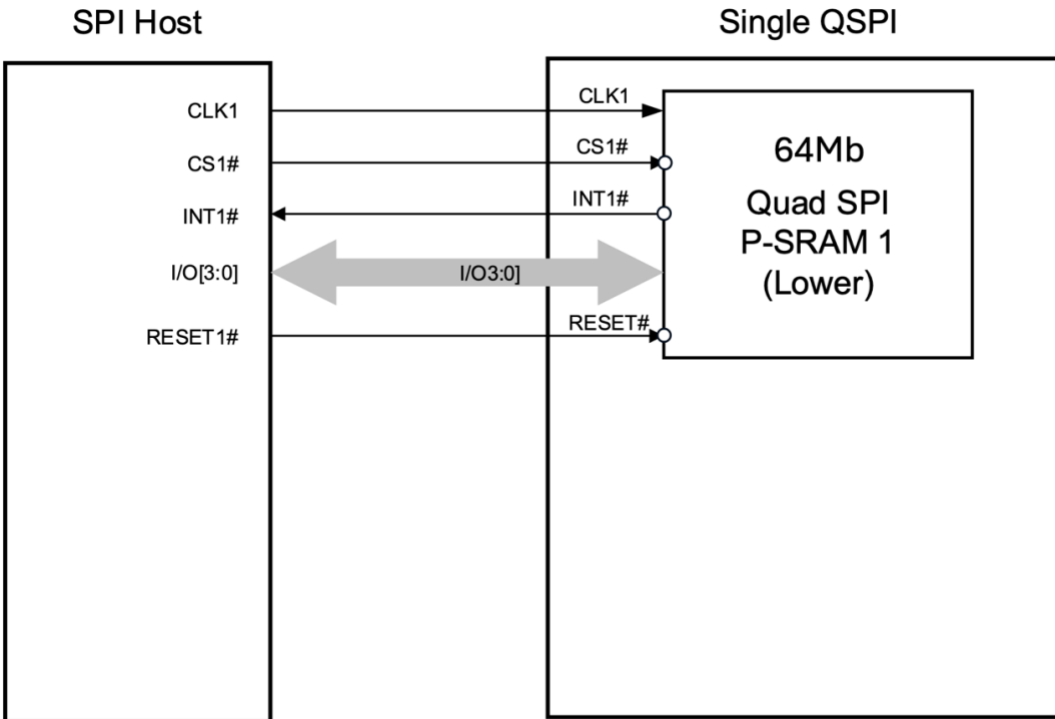 SPI Host
Single QSPI
CLK1
CLK1
CS1#
CS1#
INT1#
INT1#
I/O[3:0]
I/O3:0]
RESET1#
RESET#
64Mb
Quad SPI
P-SRAM 1
(Lower)